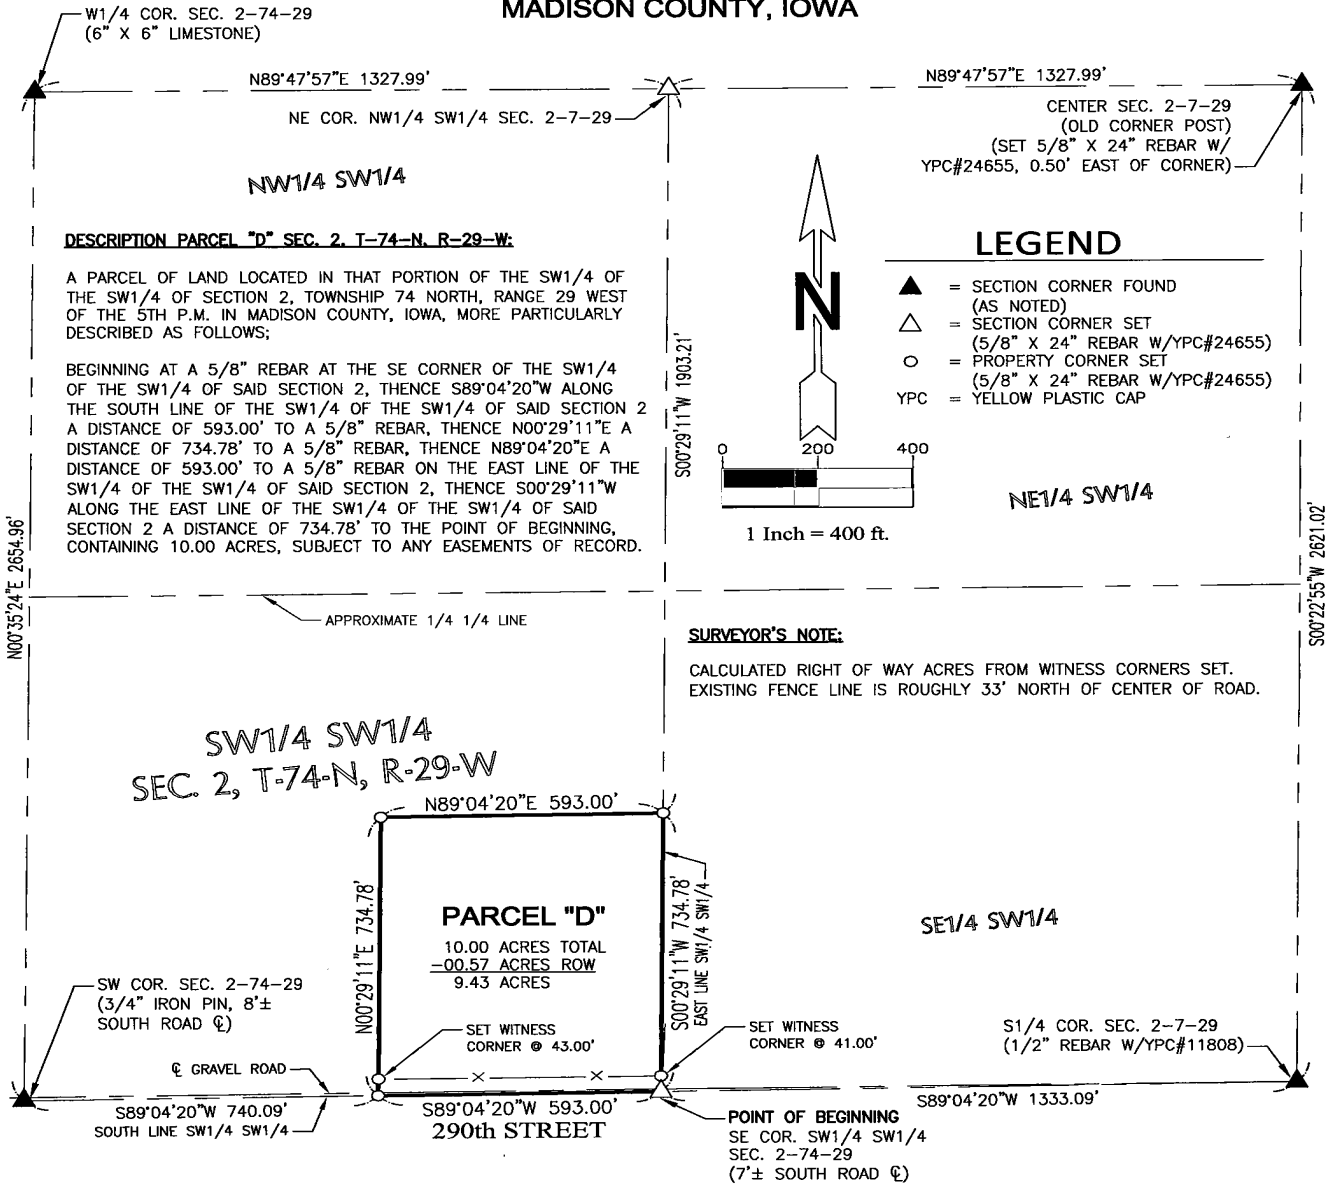 MADISON COUNTY, IOWA
W1/4 COR. SEC. 2-74-29
(6" X 6" LIMESTONE)
N89°47'57"E 1327.99'
N89°47'57"E 1327.99'
NE COR. NW1/4 SW1/4 SEC. 2-7-29
CENTER SEC. 2-7-29
(OLD CORNER POST)
(SET 5/8" X 24" REBAR W/
YPC#24655, 0.50' EAST OF CORNER)
NW1/4 SW1/4
DESCRIPTION PARCEL "D" SEC. 2, T-74-N, R-29-W:
A PARCEL OF LAND LOCATED IN THAT PORTION OF THE SW1/4 OF
THE SW1/4 OF SECTION 2, TOWNSHIP 74 NORTH, RANGE 29 WEST
OF THE 5TH P.M. IN MADISON COUNTY, IOWA, MORE PARTICULARLY
DESCRIBED AS FOLLOWS;
BEGINNING AT A 5/8" REBAR AT THE SE CORNER OF THE SW1/4
OF THE SW1/4 OF SAID SECTION 2, THENCE S89°04'20"W ALONG
THE SOUTH LINE OF THE SW1/4 OF THE SW1/4 OF SAID SECTION 2
A DISTANCE OF 593.00' TO A 5/8" REBAR, THENCE N00°29'11"E A
DISTANCE OF 734.78' TO A 5/8" REBAR, THENCE N89°04'20"E A
DISTANCE OF 593.00' TO A 5/8" REBAR ON THE EAST LINE OF THE
SW1/4 OF THE SW1/4 OF SAID SECTION 2, THENCE S00°29'11"W
ALONG THE EAST LINE OF THE SW1/4 OF THE SW1/4 OF SAID
SECTION 2 A DISTANCE OF 734.78' TO THE POINT OF BEGINNING,
CONTAINING 10.00 ACRES, SUBJECT TO ANY EASEMENTS OF RECORD.
S00°29'11"W 1903.21'
N
LEGEND
= SECTION CORNER FOUND
(AS NOTED)
= SECTION CORNER SET
(5/8" X 24" REBAR W/YPC#24655)
= PROPERTY CORNER SET
(5/8" X 24" REBAR W/YPC#24655)
YPC = YELLOW PLASTIC CAP
0 200 400
1 Inch = 400 ft.
NE1/4 SW1/4
N00°35'24"E 2654.96'
S00°22'55"W 2621.02'
APPROXIMATE 1/4 1/4 LINE
SURVEYOR'S NOTE:
CALCULATED RIGHT OF WAY ACRES FROM WITNESS CORNERS SET.
EXISTING FENCE LINE IS ROUGHLY 33' NORTH OF CENTER OF ROAD.
SW1/4 SW1/4
SEC. 2, T-74-N, R-29-W
N89°04'20"E 593.00'
N00°29'11"E 734.78'
PARCEL "D"
10.00 ACRES TOTAL
-00.57 ACRES ROW
9.43 ACRES
S00°29'11"W 734.78'
EAST LINE SW1/4 SW1/4
SE1/4 SW1/4
SW COR. SEC. 2-74-29
(3/4" IRON PIN, 8'±
SOUTH ROAD ℄)
SET WITNESS
CORNER @ 43.00'
SET WITNESS
CORNER @ 41.00'
S1/4 COR. SEC. 2-7-29
(1/2" REBAR W/YPC#11808)
℄ GRAVEL ROAD
X X
S89°04'20"W 740.09'
SOUTH LINE SW1/4 SW1/4
S89°04'20"W 593.00'
290th STREET
S89°04'20"W 1333.09'
POINT OF BEGINNING
SE COR. SW1/4 SW1/4
SEC. 2-74-29
(7'± SOUTH ROAD ℄)